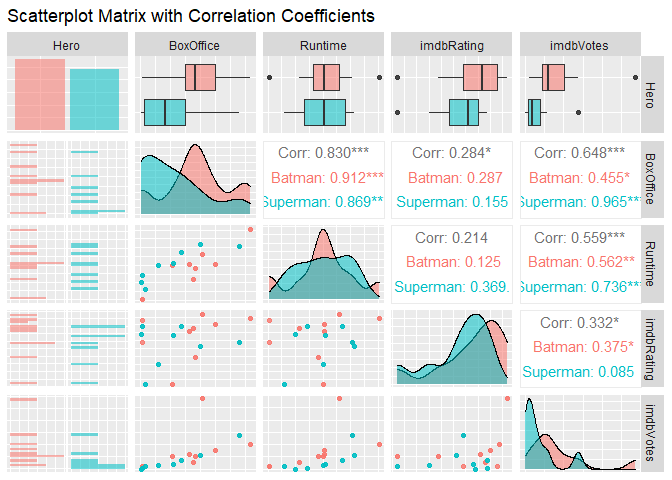 Scatterplot Matrix with Correlation Coefficients
Hero BoxOffice Runtime imdbRating imdbVotes
Hero
Corr: 0.830*** Corr: 0.284* Corr: 0.648***
Batman: 0.912*** Batman: 0.287 Batman: 0.455*
Superman: 0.869** Superman: 0.155 Superman: 0.965***
BoxOffice
Corr: 0.214 Corr: 0.559***
Batman: 0.125 Batman: 0.562**
Superman: 0.369. Superman: 0.736***
Runtime
Corr: 0.332*
Batman: 0.375*
Superman: 0.085
imdbRating
imdbVotes